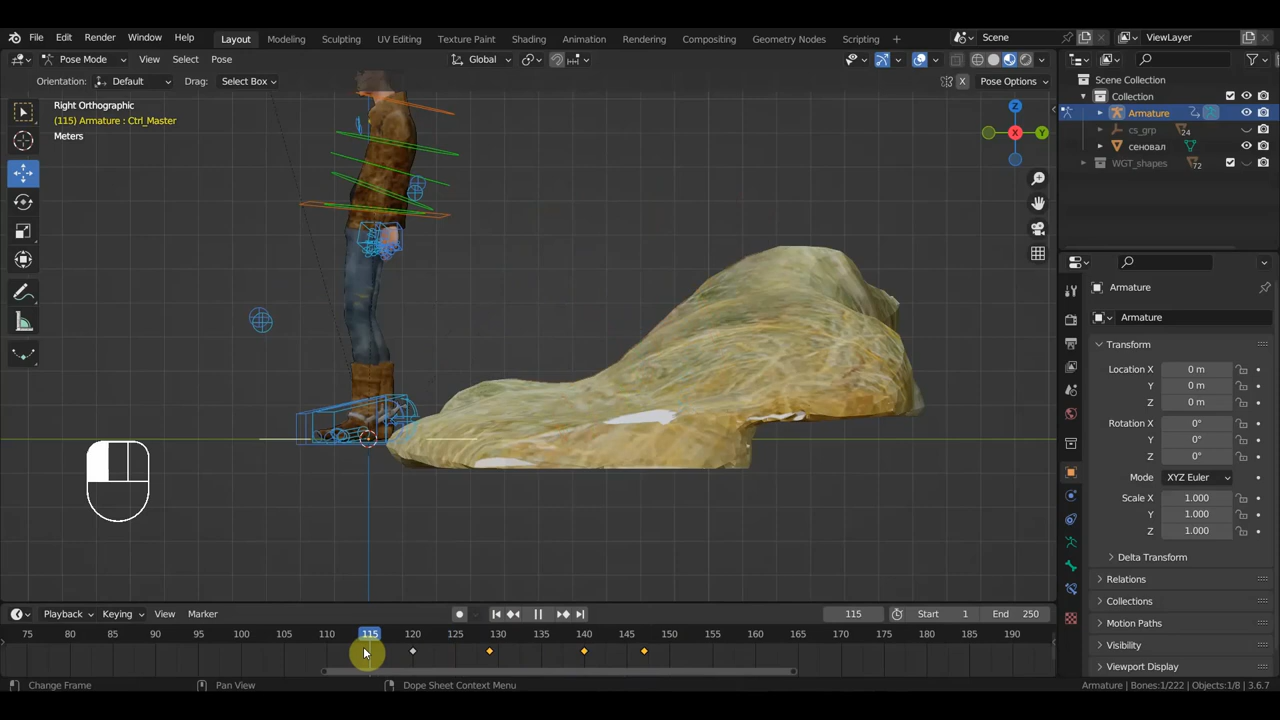 File Edit Render Window Help Layout Modeling Sculpting UV Editing Texture Paint Shading Animation Rendering Compositing Geometry Nodes Scripting + Scene ViewLayer
Pose Mode View Select Pose Global
Orientation: Default Drag: Select Box X Pose Options
Right Orthographic
(115) Armature : Ctrl_Master
Meters
Z
X
Y
Scene Collection
Collection
Armature
cs_grp 24
сеновал
WGT_shapes 72
Armature
Armature
Transform
Location X 0 m
Y 0 m
Z 0 m
Rotation X 0°
Y 0°
Z 0°
Mode XYZ Euler
Scale X 1.000
Y 1.000
Z 1.000
Delta Transform
Relations
Collections
Motion Paths
Visibility
Viewport Display
Playback Keying View Marker 115 Start 1 End 250
75 80 85 90 95 100 105 110 115 120 125 130 135 140 145 150 155 160 165 170 175 180 185 190
Change Frame Pan View Dope Sheet Context Menu Armature | Bones:1/222 | Objects:1/8 | 3.6.7